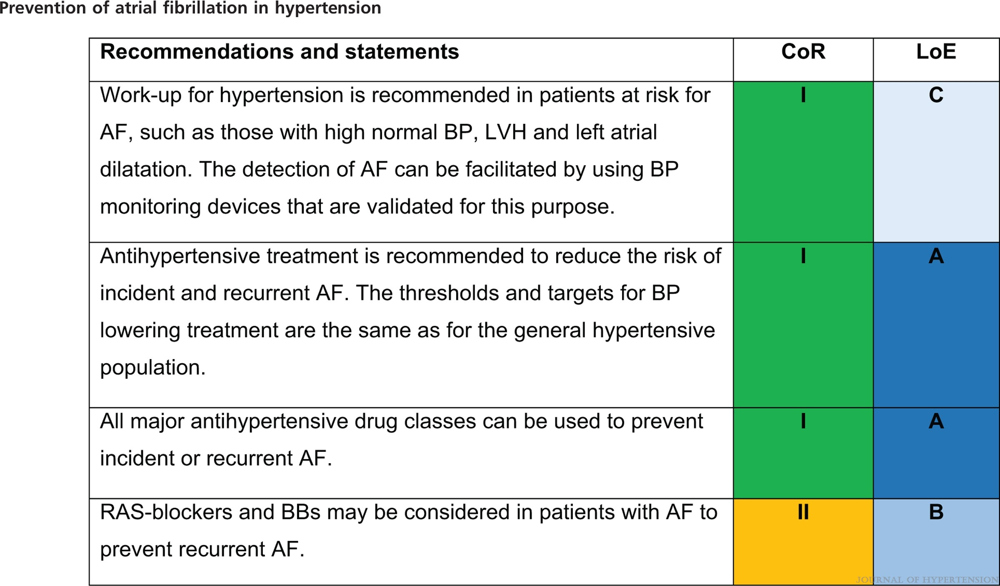 Prevention of atrial fibrillation in hypertension
Recommendations and statements CoR LoE
Work-up for hypertension is recommended in patients at risk for I C
AF, such as those with high normal BP, LVH and left atrial
dilatation. The detection of AF can be facilitated by using BP
monitoring devices that are validated for this purpose.
Antihypertensive treatment is recommended to reduce the risk of I A
incident and recurrent AF. The thresholds and targets for BP
lowering treatment are the same as for the general hypertensive
population.
All major antihypertensive drug classes can be used to prevent I A
incident or recurrent AF.
RAS-blockers and BBs may be considered in patients with AF to II B
prevent recurrent AF.
JOURNAL OF HYPERTENSION